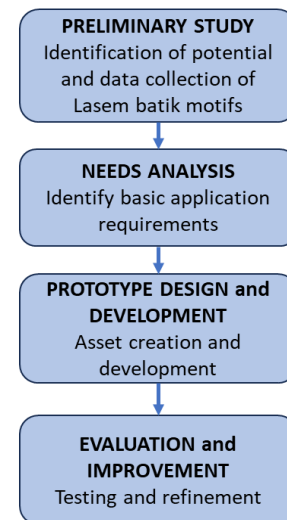 PRELIMINARY STUDY
Identification of potential
and data collection of
Lasem batik motifs
NEEDS ANALYSIS
Identify basic application
requirements
PROTOTYPE DESIGN and
DEVELOPMENT
Asset creation and
development
EVALUATION and
IMPROVEMENT
Testing and refinement